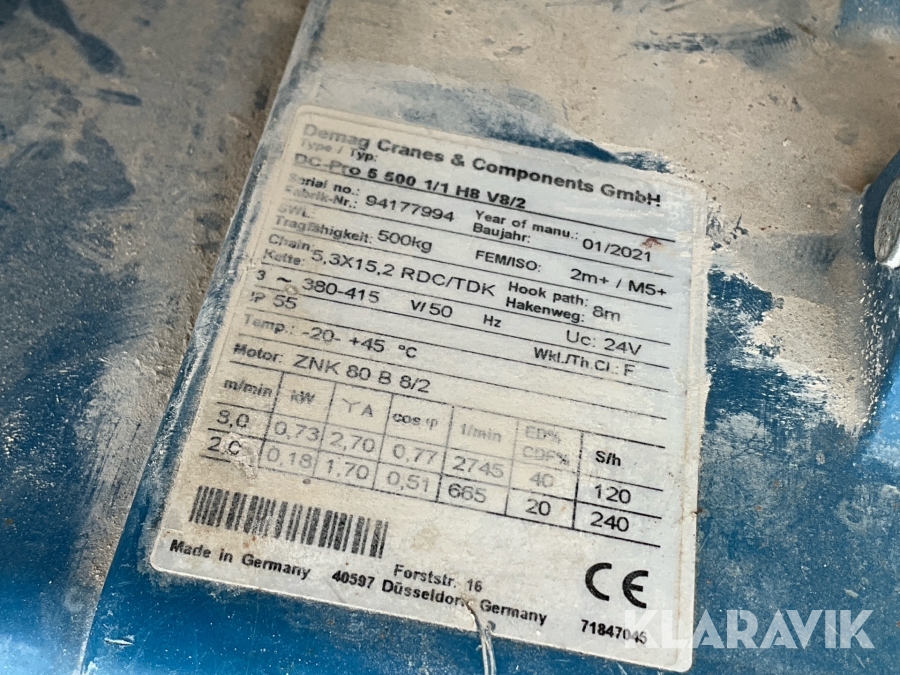 Demag Cranes & Components GmbH
Type / Typ:
DC-Pro 5 500 1/1 H8 V8/2
Serial no.:
Fabrik-Nr.: 94177994 Year of manu.:
Baujahr: 01/2021
SWL:
Tragfähigkeit: 500kg FEM/ISO: 2m+ / M5+
Chain:
Kette: 5,3X15,2 RDC/TDK Hook path:
Hakenweg: 8m
3 ~ 380-415 V/ 50 Hz Uc: 24V
IP 55 Wkl./Th.Cl.: F
Temp.: -20- +45 °C
Motor: ZNK 80 B 8/2
m/min kW A cos φ 1/min ED% CDF% S/h
8,0 0,73 2,70 0,77 2745 40 120
2,0 0,18 1,70 0,51 665 20 240
Made in Germany Forststr. 16
40597 Düsseldorf, Germany
CE
71847045
KLARAVIK